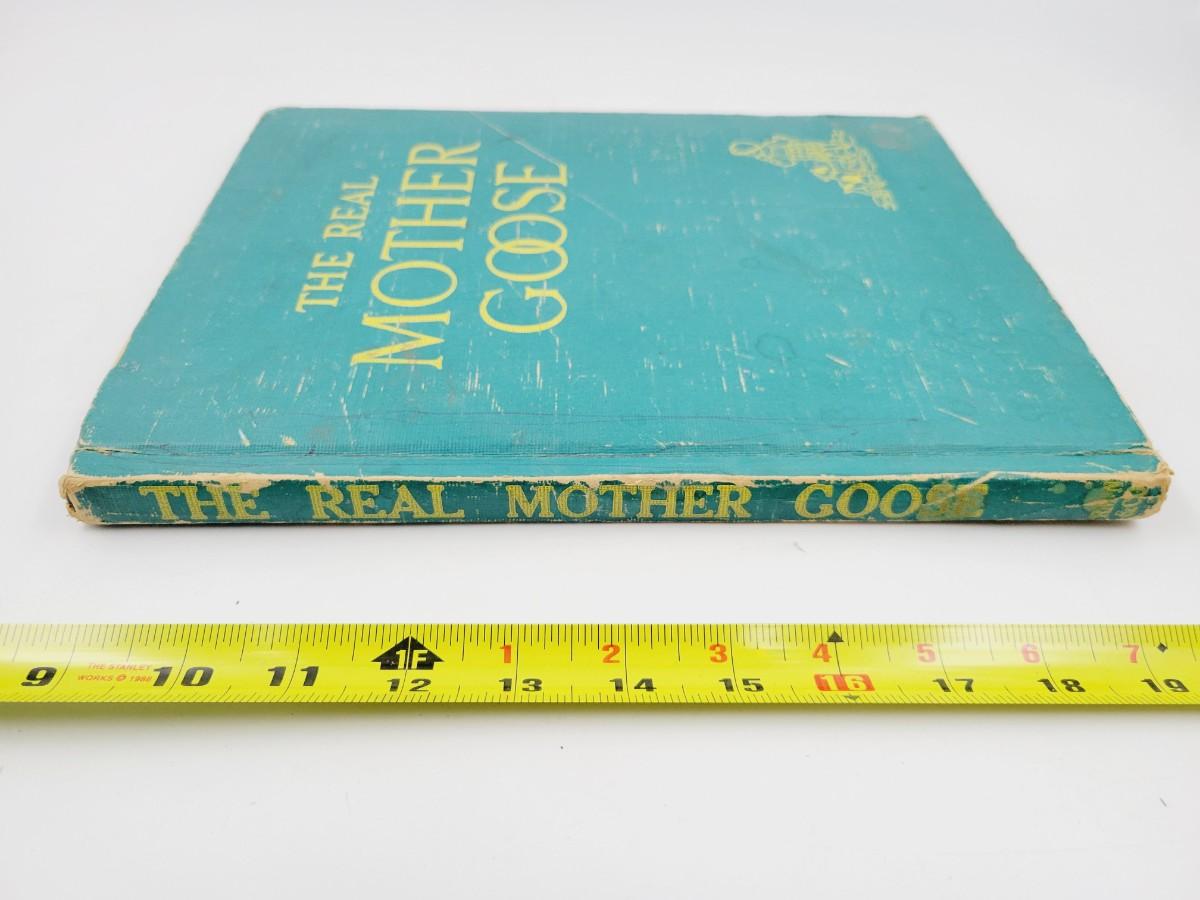 THE REAL
MOTHER
GOOSE
THE REAL MOTHER GOOSE
1F 1 2 3 4 5 6 7
9 10 11 12 13 14 15 16 17 18 19
THE STANLEY
WORKS © 1988